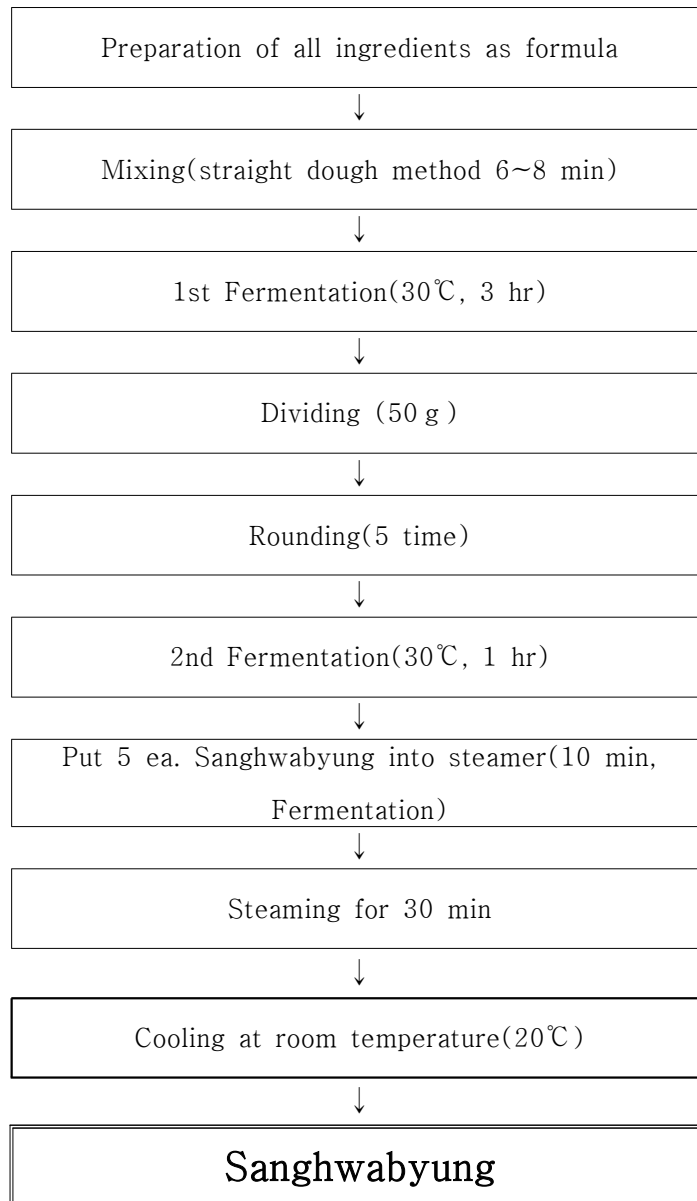 Preparation of all ingredients as formula
↓
Mixing(straight dough method 6~8 min)
↓
1st Fermentation(30℃, 3 hr)
↓
Dividing (50ｇ)
↓
Rounding(5 time)
↓
2nd Fermentation(30℃, 1 hr)
↓
Put 5 ea. Sanghwabyung into steamer(10 min,
Fermentation)
↓
Steaming for 30 min
↓
Cooling at room temperature(20℃)
↓
Sanghwabyung